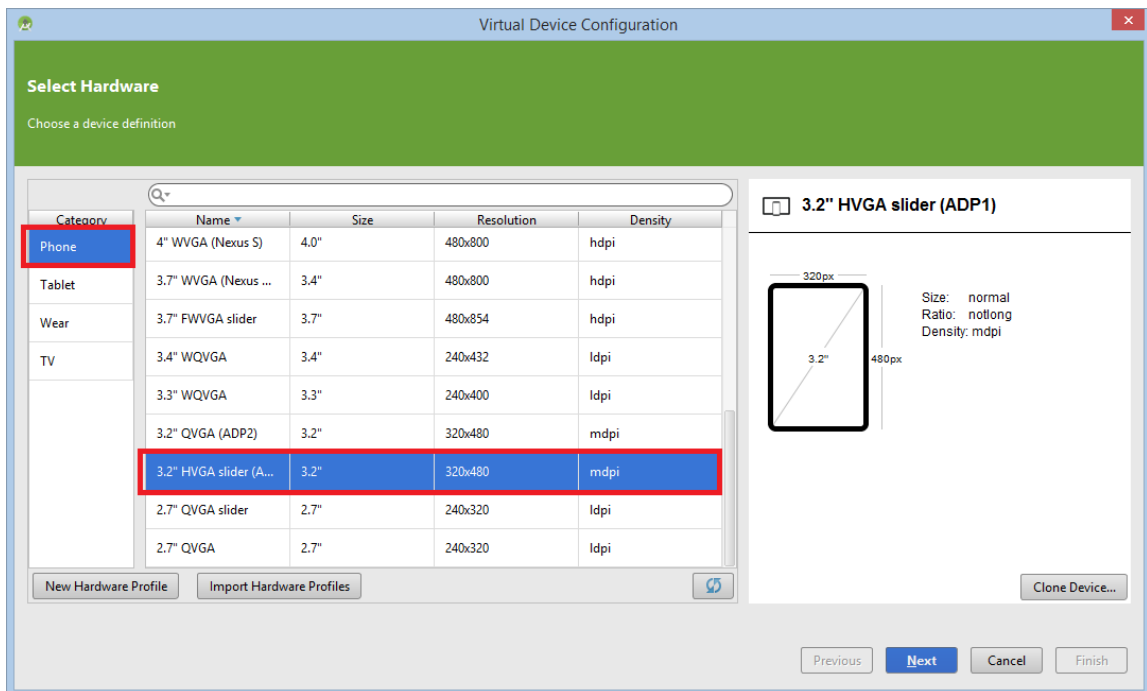 Virtual Device Configuration
Select Hardware
Choose a device definition
Category
Phone
Tablet
Wear
TV
Name Size Resolution Density
4" WVGA (Nexus S) 4.0" 480x800 hdpi
3.7" WVGA (Nexus ... 3.4" 480x800 hdpi
3.7" FWVGA slider 3.7" 480x854 hdpi
3.4" WQVGA 3.4" 240x432 ldpi
3.3" WQVGA 3.3" 240x400 ldpi
3.2" QVGA (ADP2) 3.2" 320x480 mdpi
3.2" HVGA slider (A... 3.2" 320x480 mdpi
2.7" QVGA slider 2.7" 240x320 ldpi
2.7" QVGA 2.7" 240x320 ldpi
New Hardware Profile Import Hardware Profiles
3.2" HVGA slider (ADP1)
320px
3.2"
480px
Size: normal
Ratio: notlong
Density: mdpi
Clone Device...
Previous Next Cancel Finish